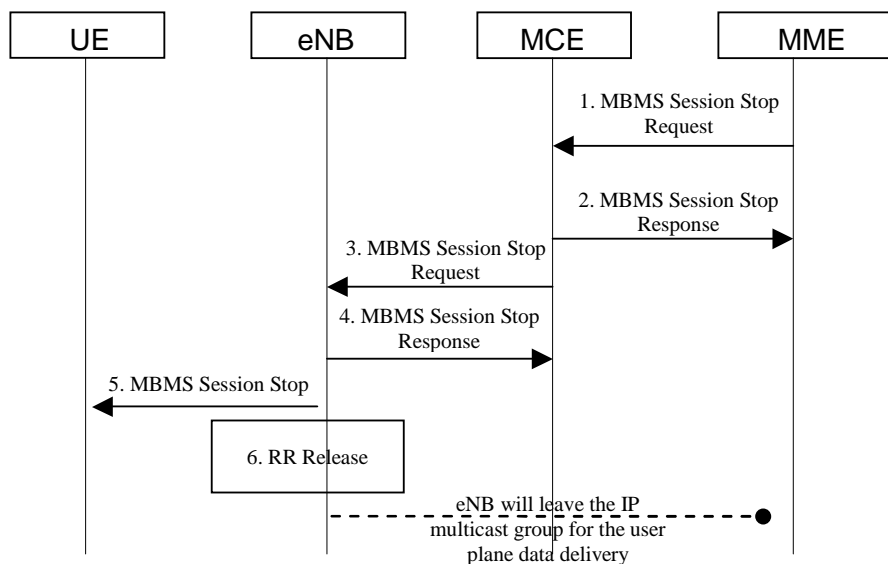 UE eNB MCE MME
1. MBMS Session Stop
Request
2. MBMS Session Stop
Response
3. MBMS Session Stop
Request
4. MBMS Session Stop
Response
5. MBMS Session Stop
6. RR Release
eNB will leave the IP
multicast group for the user
plane data delivery